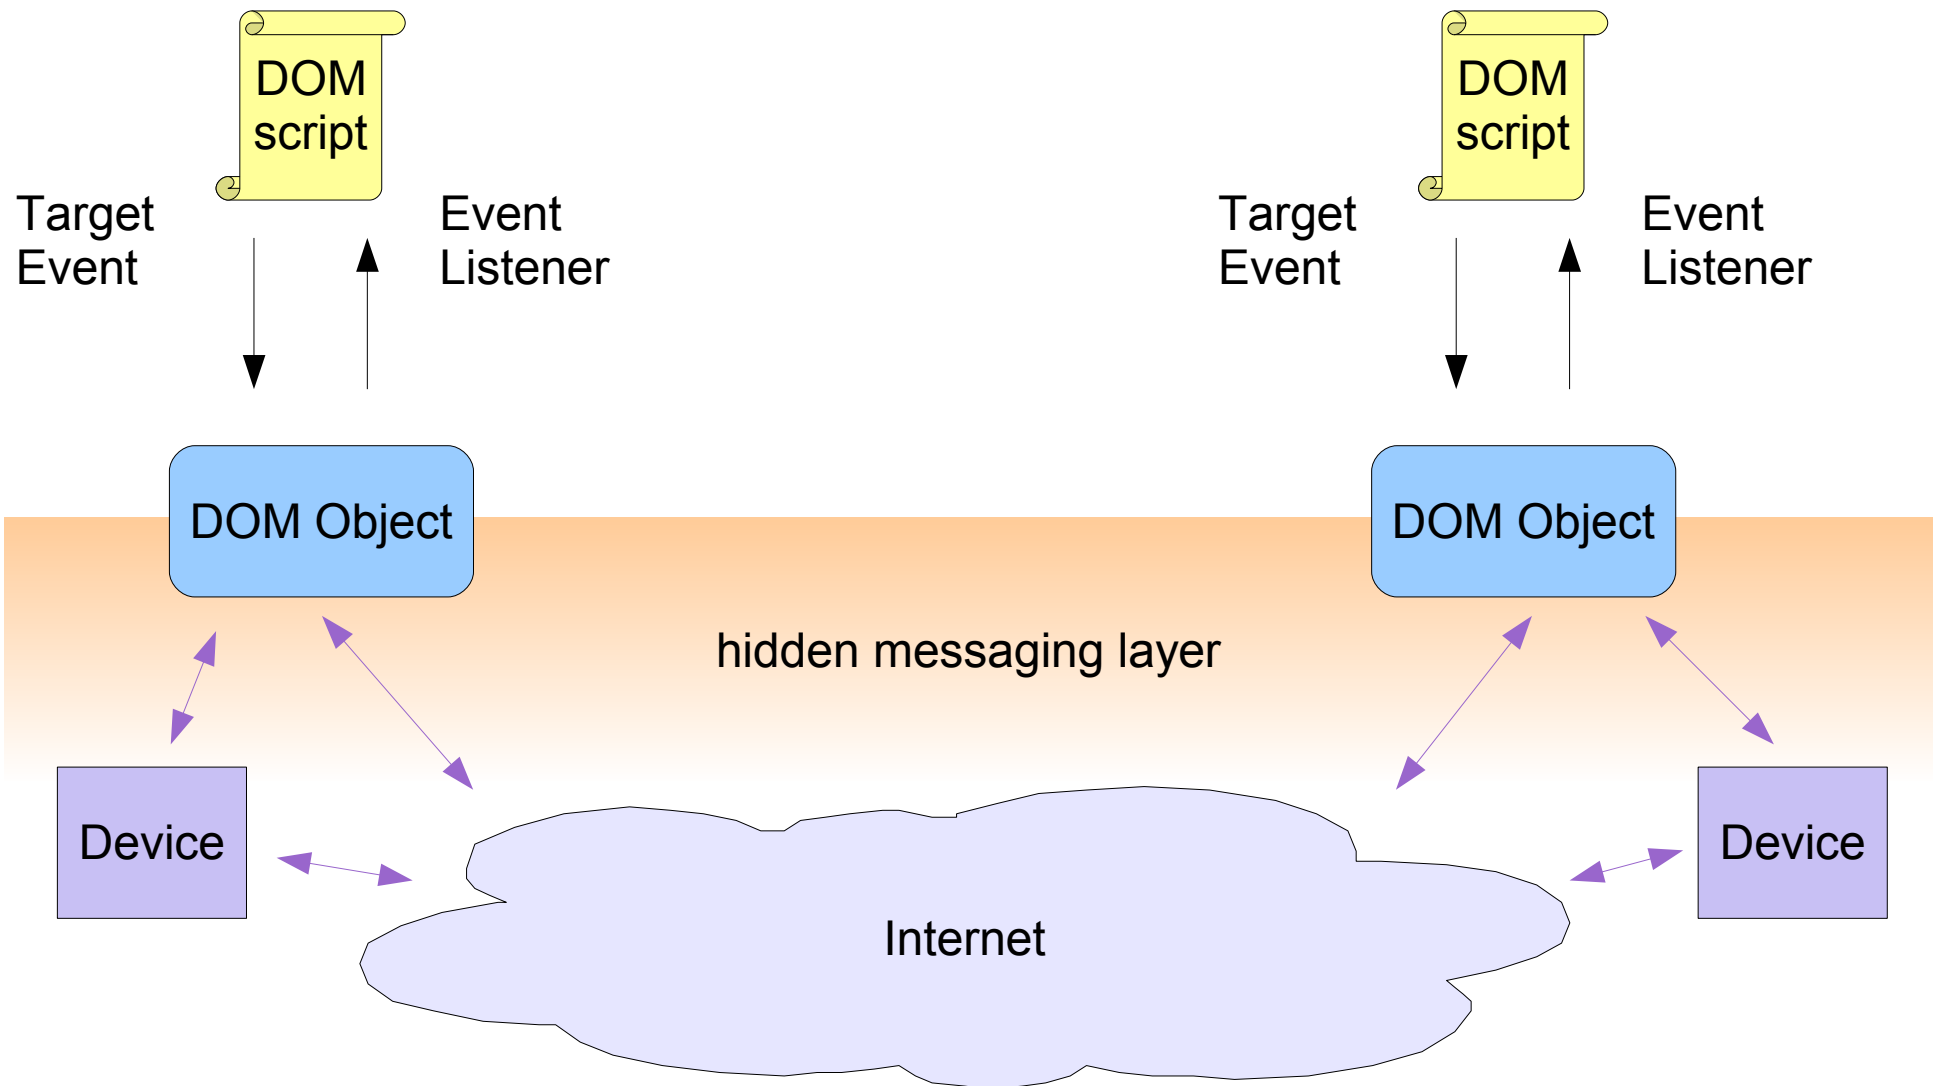 DOM
script
DOM
script
Target
Event
Event
Listener
Target
Event
Event
Listener
DOM Object
DOM Object
hidden messaging layer
Device
Device
Internet